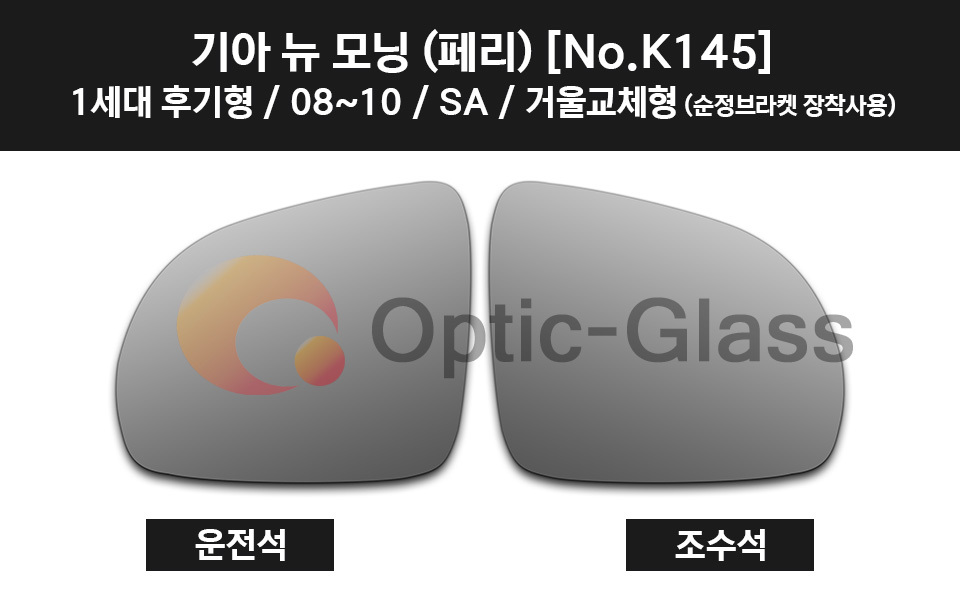 기아 뉴 모닝 (페리) [No.K145]
1세대 후기형 / 08~10 / SA / 거울교체형 (순정브라켓 장착사용)
Optic-Glass
운전석
조수석